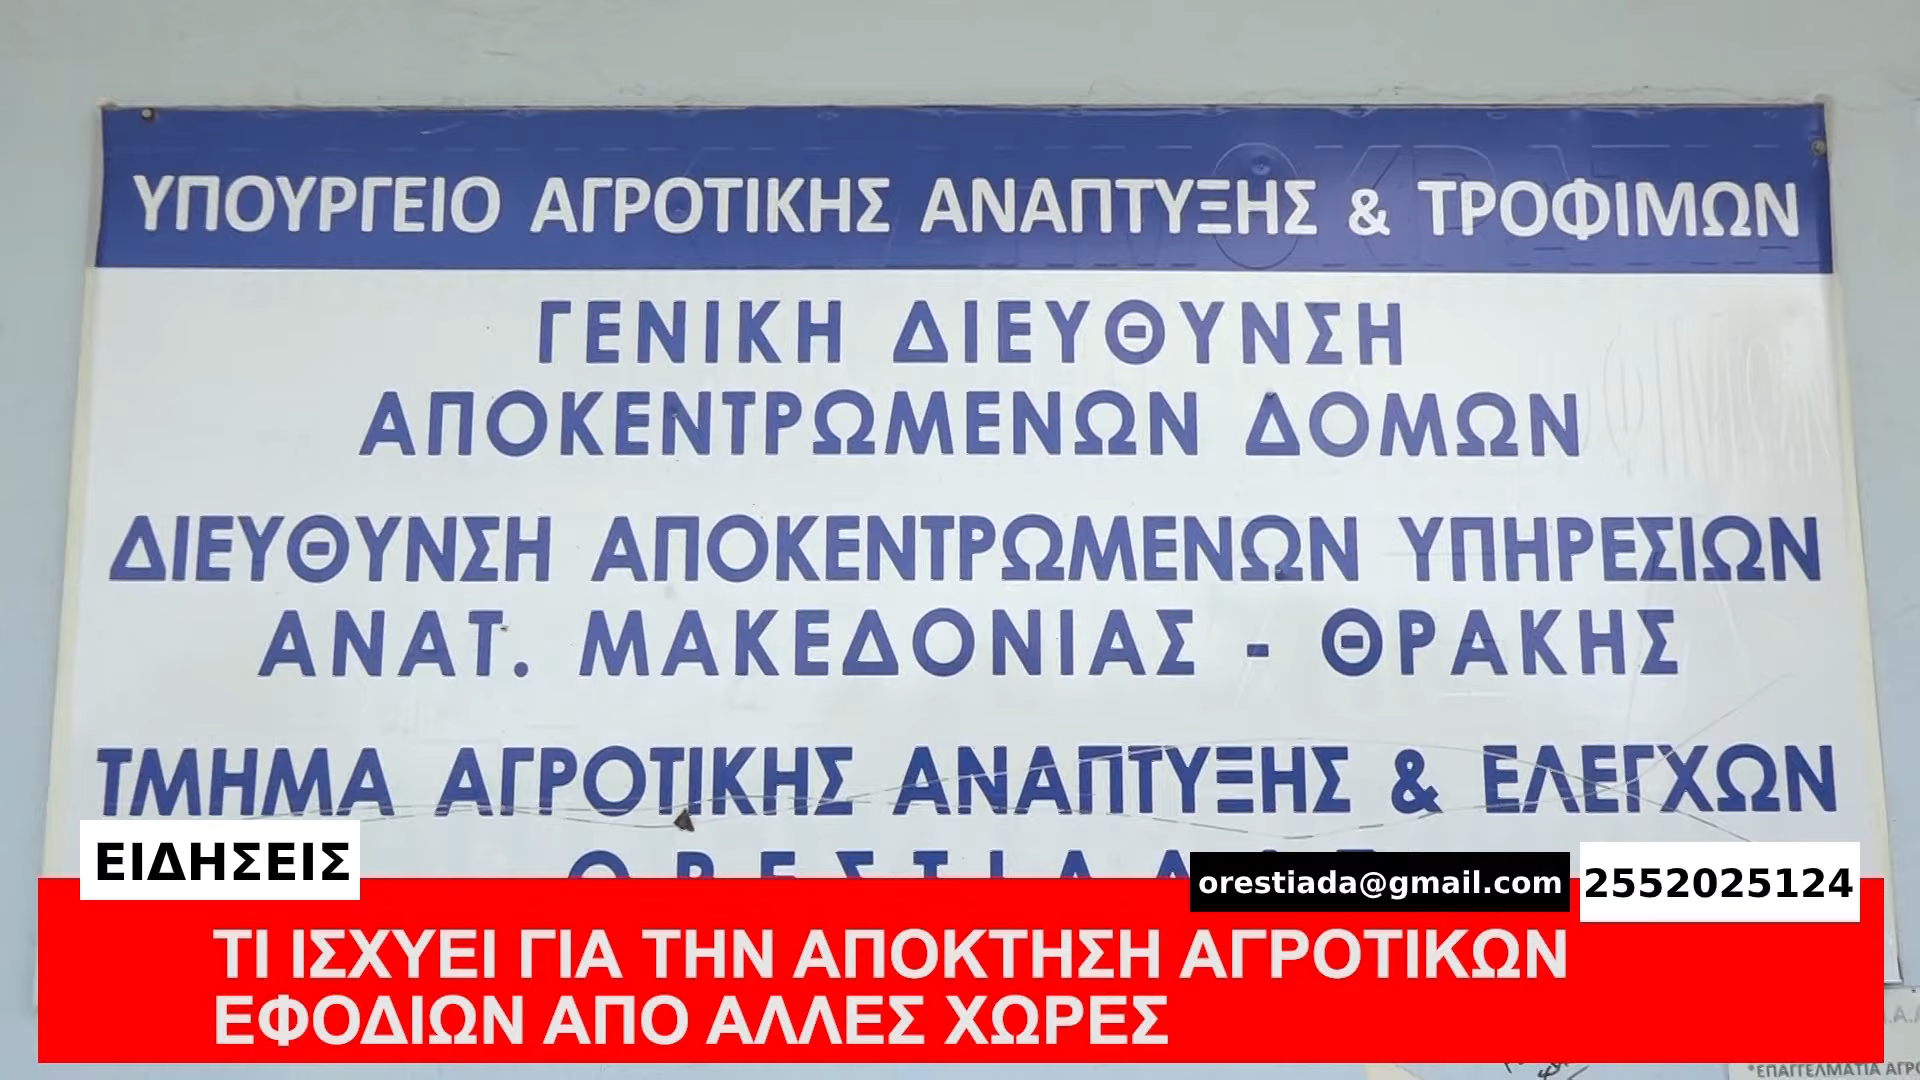 ΥΠΟΥΡΓΕΙΟ ΑΓΡΟΤΙΚΗΣ ΑΝΑΠΤΥΞΗΣ & ΤΡΟΦΙΜΩΝ
ΓΕΝΙΚΗ ΔΙΕΥΘΥΝΣΗ
ΑΠΟΚΕΝΤΡΩΜΕΝΩΝ ΔΟΜΩΝ
ΔΙΕΥΘΥΝΣΗ ΑΠΟΚΕΝΤΡΩΜΕΝΩΝ ΥΠΗΡΕΣΙΩΝ
ΑΝΑΤ. ΜΑΚΕΔΟΝΙΑΣ - ΘΡΑΚΗΣ
ΤΜΗΜΑ ΑΓΡΟΤΙΚΗΣ ΑΝΑΠΤΥΞΗΣ & ΕΛΕΓΧΩΝ
ΕΙΔΗΣΕΙΣ
orestiada@gmail.com
2552025124
ΤΙ ΙΣΧΥΕΙ ΓΙΑ ΤΗΝ ΑΠΟΚΤΗΣΗ ΑΓΡΟΤΙΚΩΝ
ΕΦΟΔΙΩΝ ΑΠΟ ΑΛΛΕΣ ΧΩΡΕΣ